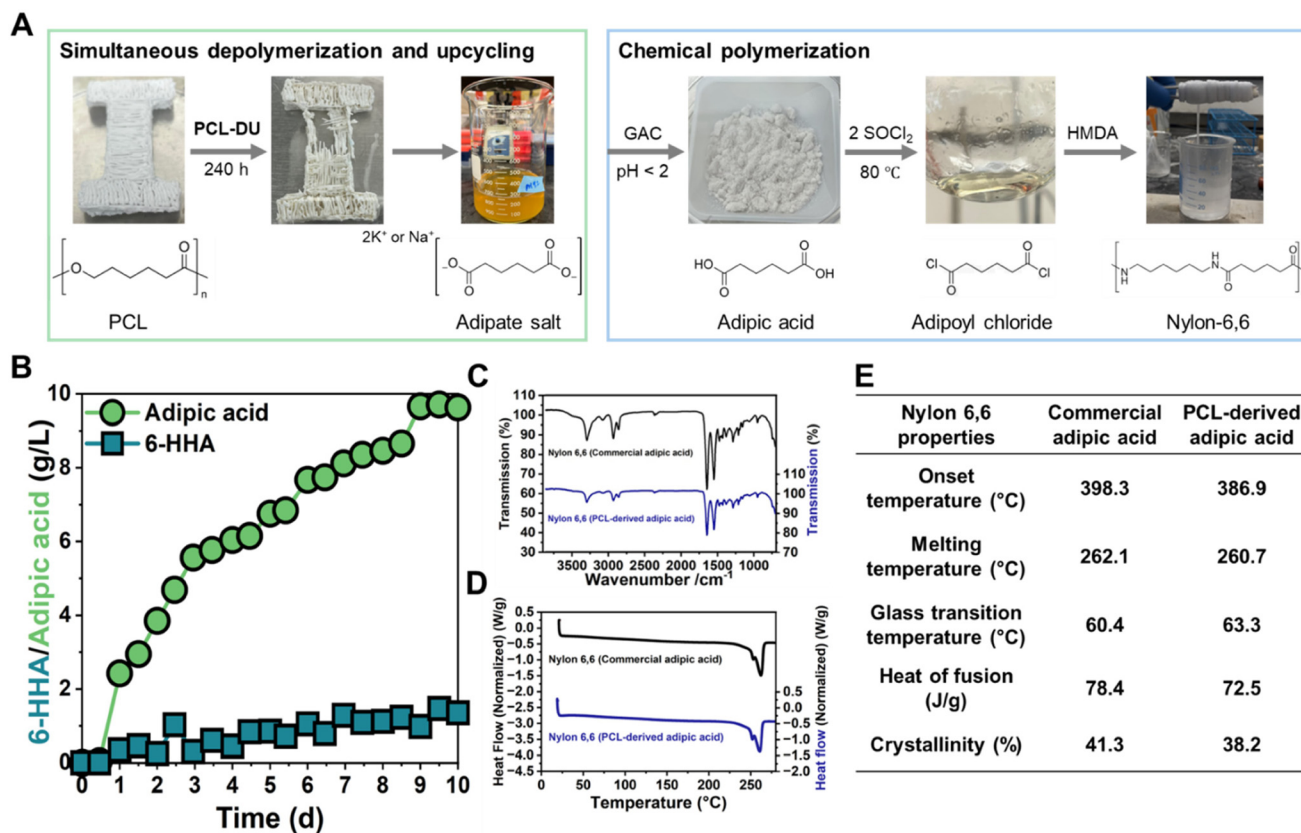 A
Simultaneous depolymerization and upcycling
PCL-DU
240 h
2K⁺ or Na⁺
O
O
n
PCL
⁻O
O
O
O⁻
Adipate salt
Chemical polymerization
GAC
pH < 2
2 SOCl₂
80 °C
HMDA
HO
O
O
OH
Adipic acid
Cl
O
O
Cl
Adipoyl chloride
N
H
H
N
O
O
Nylon-6,6
B
6-HHA/Adipic acid (g/L)
10
8
6
4
2
0
Adipic acid
6-HHA
0 1 2 3 4 5 6 7 8 9 10
Time (d)
C
Transmission (%)
110
100
90
80
70
60
50
40
30
Nylon 6,6 (Commercial adipic acid)
Nylon 6,6 (PCL-derived adipic acid)
110
100
90
80
70
Transmission (%)
3500 3000 2500 2000 1500 1000
Wavenumber /cm⁻¹
D
Heat Flow (Normalized) (W/g)
0.5
0.0
−0.5
−1.0
−1.5
−2.0
−2.5
−3.0
−3.5
−4.0
−4.5
Nylon 6,6 (Commercial adipic acid)
Nylon 6,6 (PCL-derived adipic acid)
0.5
0.0
−0.5
−1.0
−1.5
−2.0
Heat flow (Normalized) (W/g)
0 50 100 150 200 250
Temperature (°C)
E
Nylon 6,6 properties
Commercial adipic acid
PCL-derived adipic acid
Onset temperature (°C) 398.3 386.9
Melting temperature (°C) 262.1 260.7
Glass transition temperature (°C) 60.4 63.3
Heat of fusion (J/g) 78.4 72.5
Crystallinity (%) 41.3 38.2